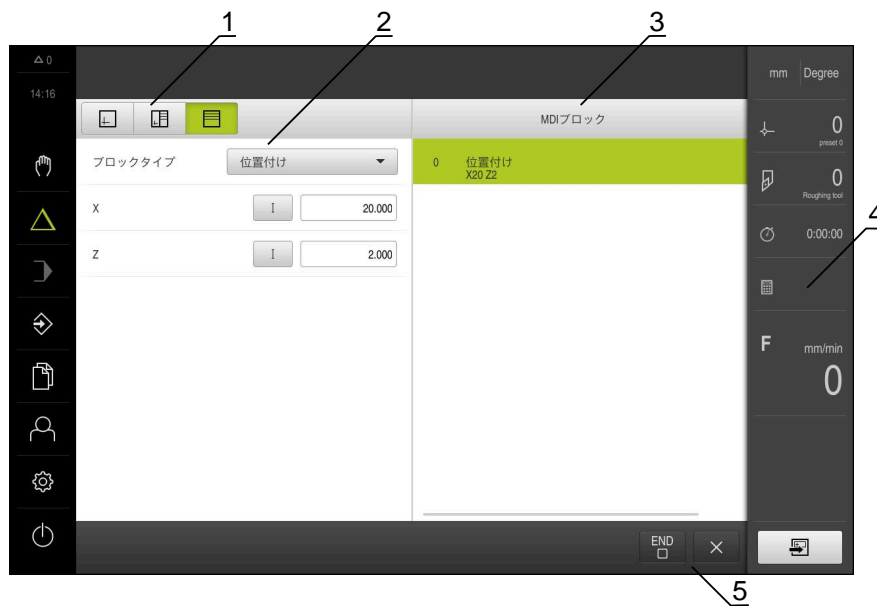 1
2
3
0
14:16
mm Degree
MDIブロック
0
preset 0
ブロックタイプ
位置付け
0 位置付け
X20 Z2
0
Roughing tool
X
I
20.000
4
0:00:00
Z
I
2.000
F
mm/min
0
END
5